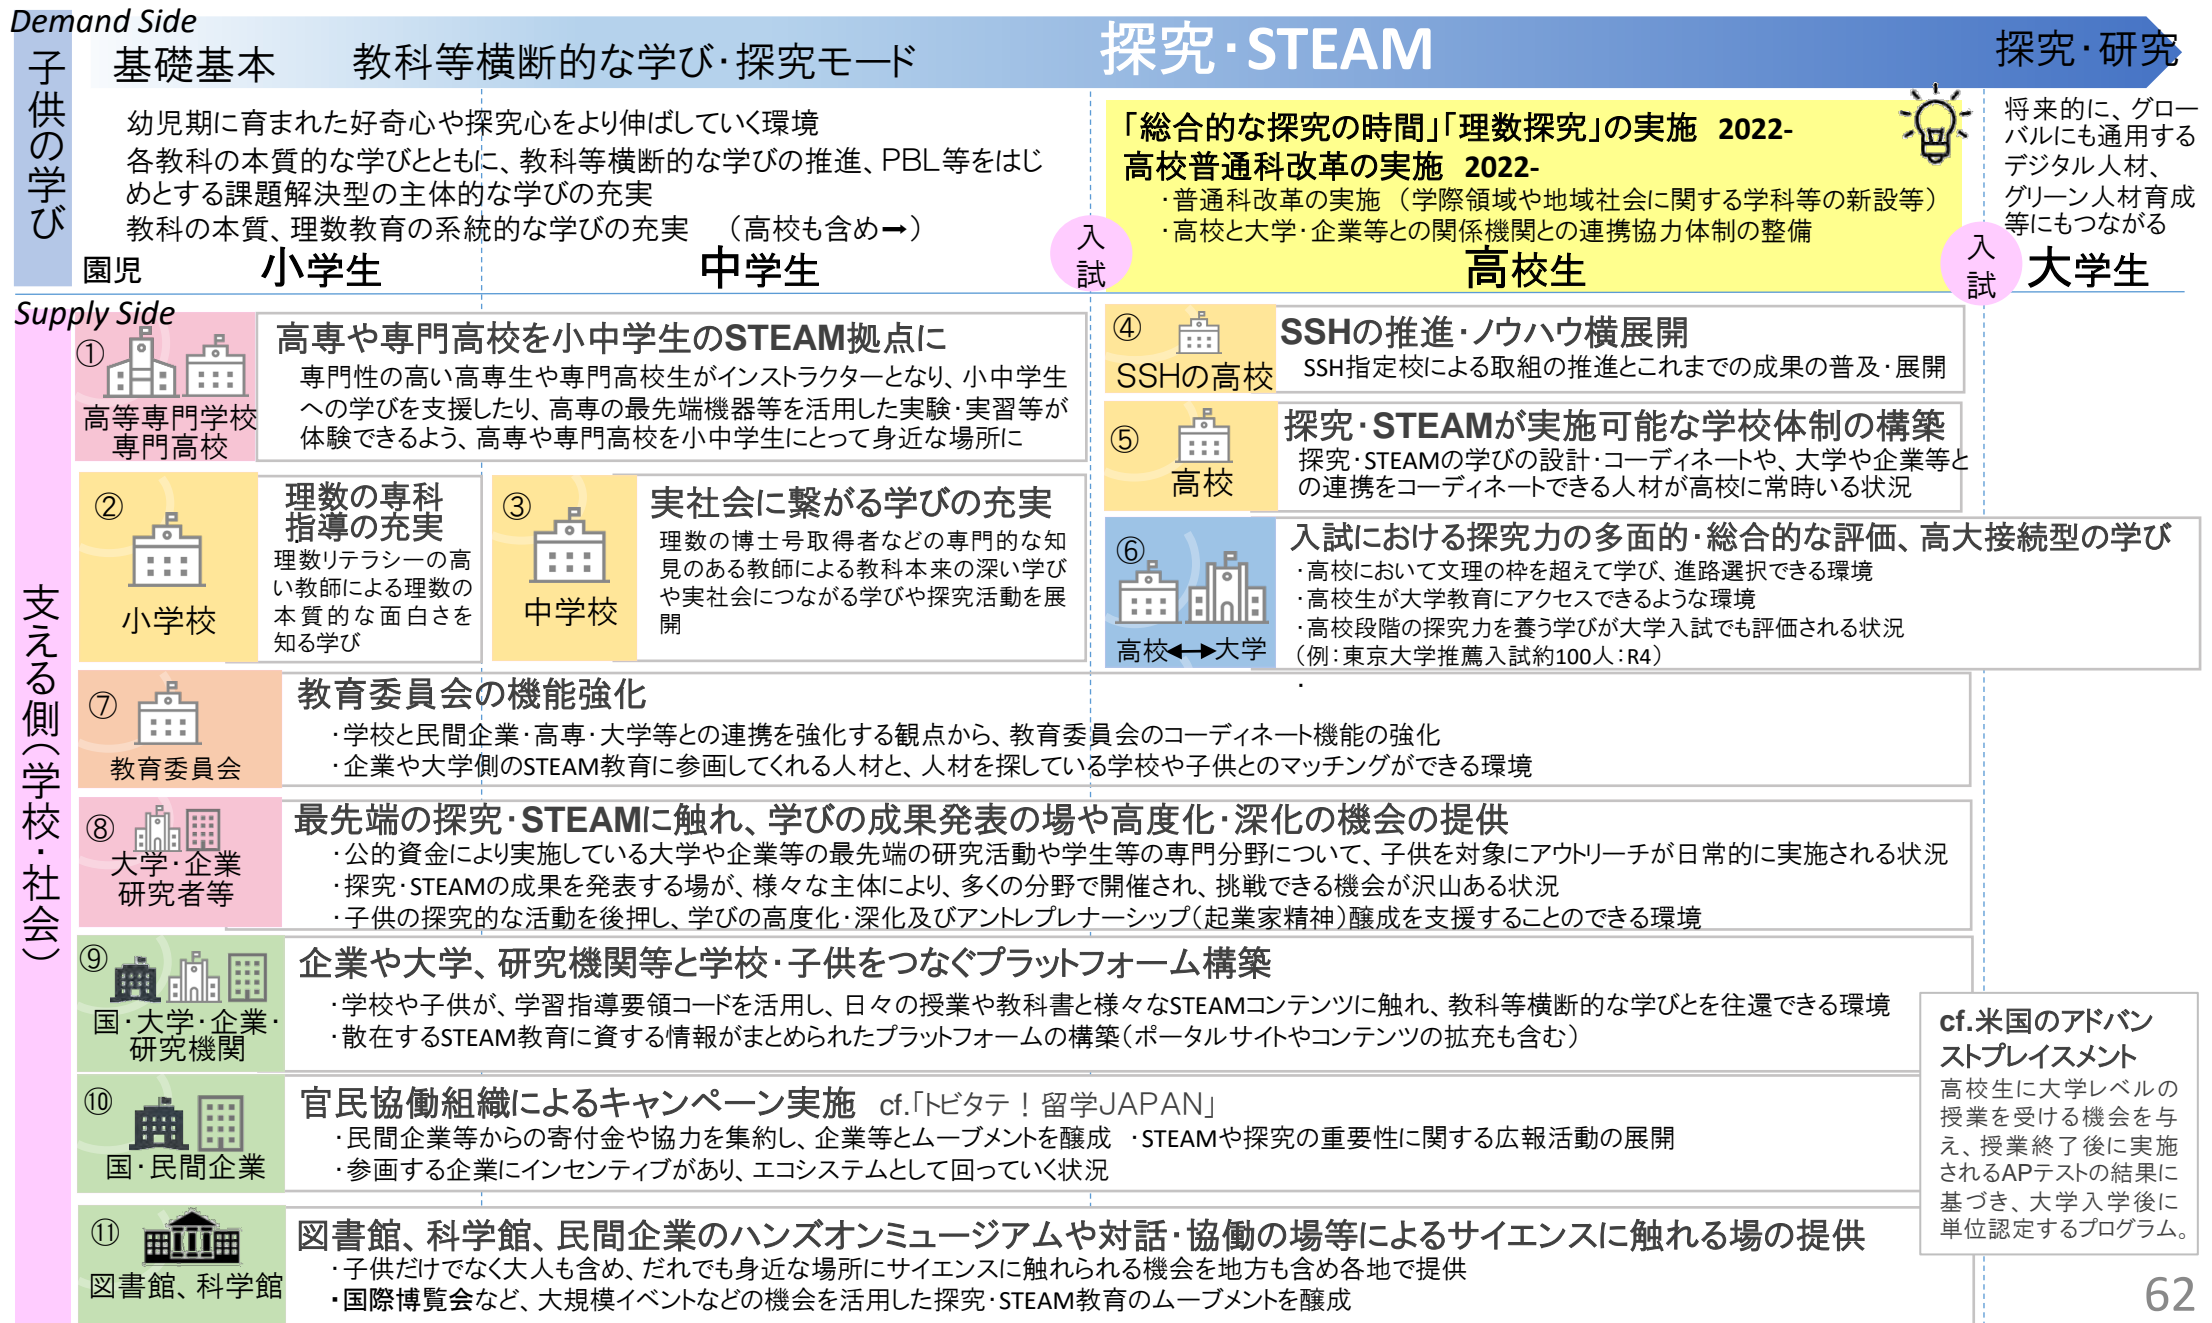 Demand Side
子供の学び
基礎基本
教科等横断的な学び・探究モード
探究・STEAM
探究・研究
幼児期に育まれた好奇心や探究心をより伸ばしていく環境
各教科の本質的な学びとともに、教科等横断的な学びの推進、PBL等をはじ
めとする課題解決型の主体的な学びの充実
教科の本質、理数教育の系統的な学びの充実　（高校も含め➞）
「総合的な探究の時間」「理数探究」の実施 2022-
高校普通科改革の実施 2022-
・普通科改革の実施（学際領域や地域社会に関する学科等の新設等）
・高校と大学・企業等との関係機関との連携協力体制の整備
将来的に、グロー
バルにも通用する
デジタル人材、
グリーン人材育成
等にもつながる
園児
小学生
中学生
入試
高校生
入試
大学生
Supply Side
支える側（学校・社会）
①
高等専門学校
専門高校
高専や専門高校を小中学生のSTEAM拠点に
専門性の高い高専生や専門高校生がインストラクターとなり、小中学生
への学びを支援したり、高専の最先端機器等を活用した実験・実習等が
体験できるよう、高専や専門高校を小中学生にとって身近な場所に
②
小学校
理数の専科
指導の充実
理数リテラシーの高
い教師による理数の
本質的な面白さを
知る学び
③
中学校
実社会に繋がる学びの充実
理数の博士号取得者などの専門的な知
見のある教師による教科本来の深い学び
や実社会につながる学びや探究活動を展
開
④
SSHの高校
SSHの推進・ノウハウ横展開
SSH指定校による取組の推進とこれまでの成果の普及・展開
⑤
高校
探究・STEAMが実施可能な学校体制の構築
探究・STEAMの学びの設計・コーディネートや、大学や企業等と
の連携をコーディネートできる人材が高校に常時いる状況
⑥
高校⟷大学
入試における探究力の多面的・総合的な評価、高大接続型の学び
・高校において文理の枠を超えて学び、進路選択できる環境
・高校生が大学教育にアクセスできるような環境
・高校段階の探究力を養う学びが大学入試でも評価される状況
（例：東京大学推薦入試約100人：R4）
・
⑦
教育委員会
教育委員会の機能強化
・学校と民間企業・高専・大学等との連携を強化する観点から、教育委員会のコーディネート機能の強化
・企業や大学側のSTEAM教育に参画してくれる人材と、人材を探している学校や子供とのマッチングができる環境
⑧
大学・企業
研究者等
最先端の探究・STEAMに触れ、学びの成果発表の場や高度化・深化の機会の提供
・公的資金により実施している大学や企業等の最先端の研究活動や学生等の専門分野について、子供を対象にアウトリーチが日常的に実施される状況
・探究・STEAMの成果を発表する場が、様々な主体により、多くの分野で開催され、挑戦できる機会が沢山ある状況
・子供の探究的な活動を後押し、学びの高度化・深化及びアントレプレナーシップ（起業家精神）醸成を支援することのできる環境
⑨
国・大学・企業・
研究機関
企業や大学、研究機関等と学校・子供をつなぐプラットフォーム構築
・学校や子供が、学習指導要領コードを活用し、日々の授業や教科書と様々なSTEAMコンテンツに触れ、教科等横断的な学びとを往還できる環境
・散在するSTEAM教育に資する情報がまとめられたプラットフォームの構築（ポータルサイトやコンテンツの拡充も含む）
⑩
国・民間企業
官民協働組織によるキャンペーン実施 cf.「トビタテ！留学JAPAN」
・民間企業等からの寄付金や協力を集約し、企業等とムーブメントを醸成 ・STEAMや探究の重要性に関する広報活動の展開
・参画する企業にインセンティブがあり、エコシステムとして回っていく状況
⑪
図書館、科学館
図書館、科学館、民間企業のハンズオンミュージアムや対話・協働の場等によるサイエンスに触れる場の提供
・子供だけでなく大人も含め、だれでも身近な場所にサイエンスに触れられる機会を地方も含め各地で提供
・国際博覧会など、大規模イベントなどの機会を活用した探究・STEAM教育のムーブメントを醸成
cf.米国のアドバン
ストプレイスメント
高校生に大学レベルの
授業を受ける機会を与
え、授業終了後に実施
されるAPテストの結果に
基づき、大学入学後に
単位認定するプログラム。
62